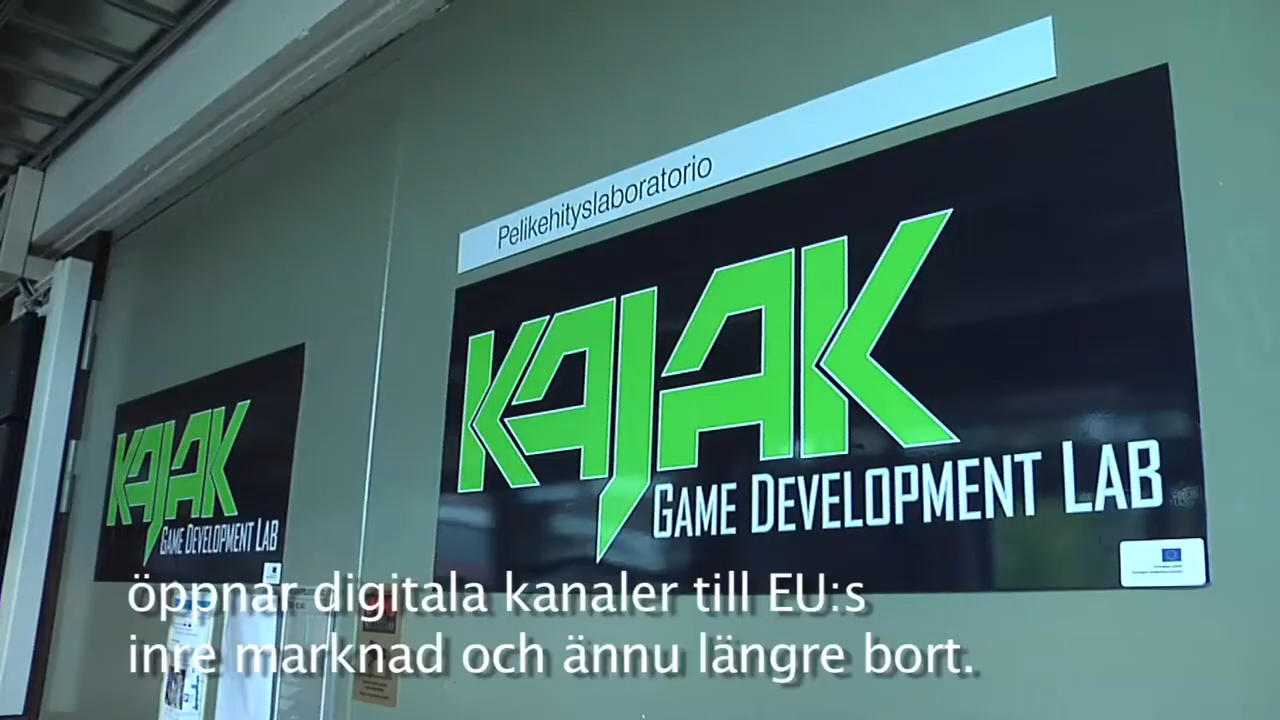 Pelikehityslaboratorio
KAJAK
GAME DEVELOPMENT LAB
KAJAK
GAME DEVELOPMENT LAB
öppnar digitala kanaler till EU:s
inre marknad och ännu längre bort.